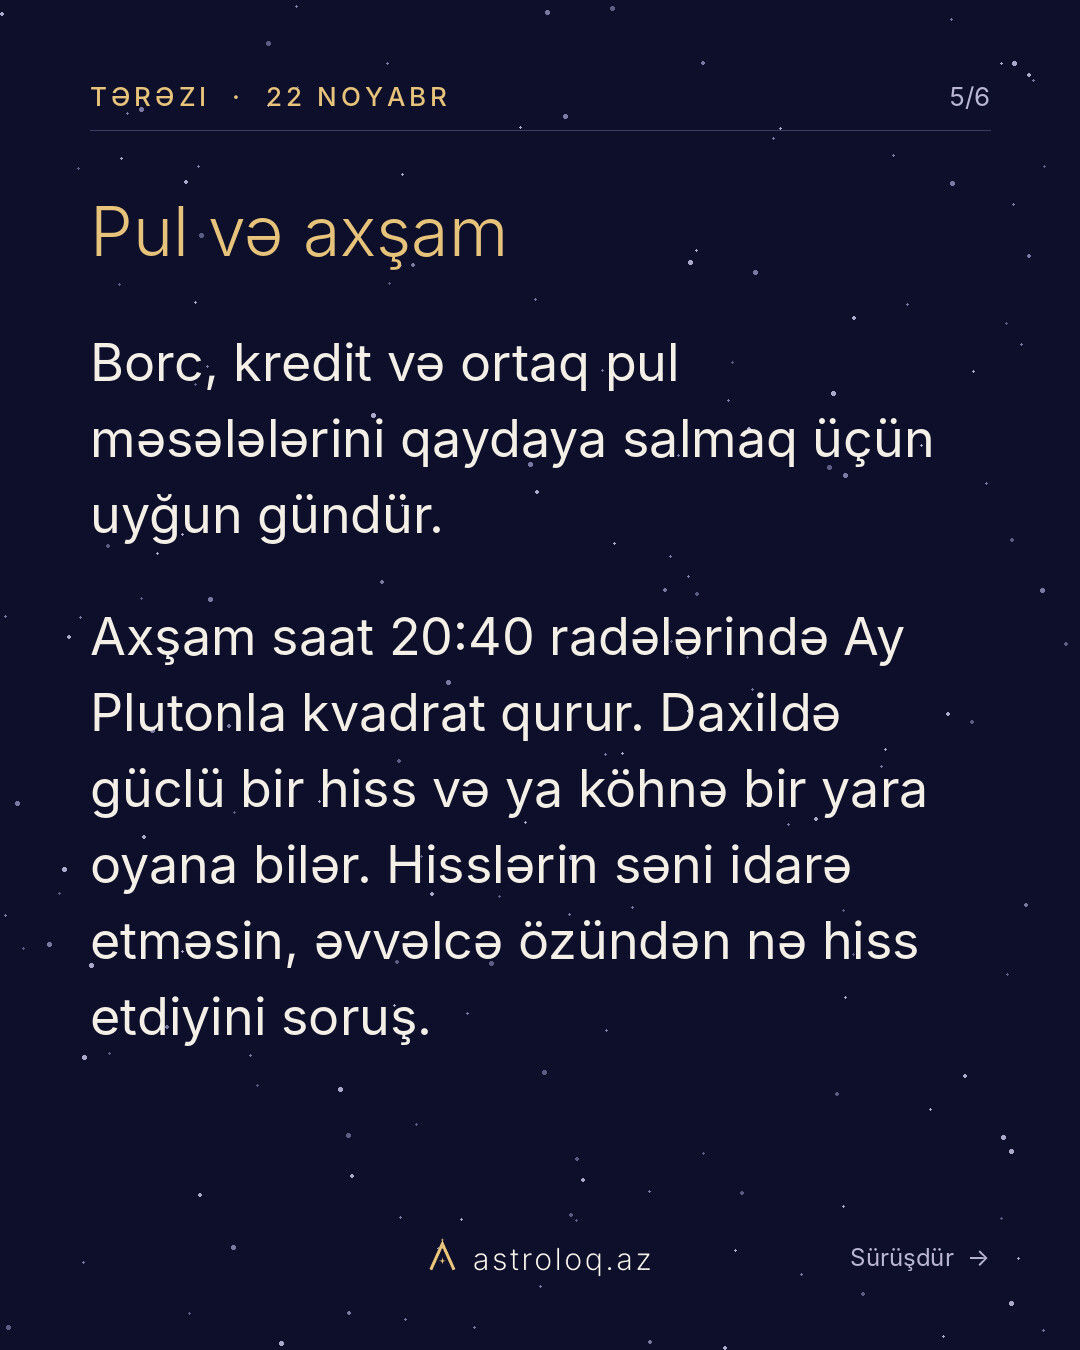 TƏRƏZI · 22 NOYABR
5/6
Pul və axşam
Borc, kredit və ortaq pul
məsələlərini qaydaya salmaq üçün
uyğun gündür.
Axşam saat 20:40 radələrində Ay
Plutonla kvadrat qurur. Daxildə
güclü bir hiss və ya köhnə bir yara
oyana bilər. Hisslərin səni idarə
etməsin, əvvəlcə özündən nə hiss
etdiyini soruş.
astroloq.az
Sürüşdür →